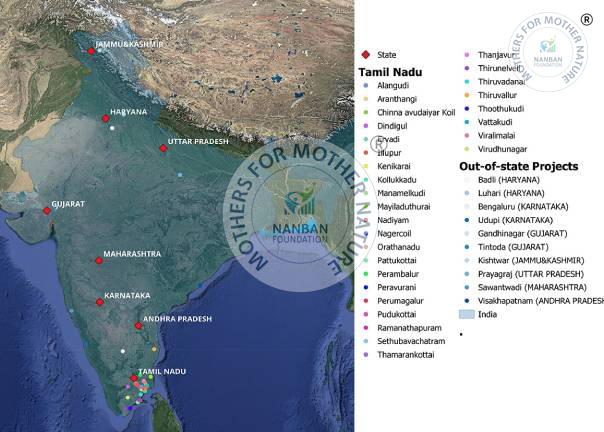 JAMMU&KASHMIR
HARYANA
UTTAR PRADESH
GUJARAT
MAHARASHTRA
KARNATAKA
ANDHRA PRADESH
TAMIL NADU
MOTHERS FOR MOTHER NATURE
NANBAN
FOUNDATION
®
State
Tamil Nadu
Alangudi
Aranthangi
Chinna avudaiyar Koil
Dindigul
Ervadi
Illupur
Kenikarai
Kollukkadu
Manamelkudi
Mayiladuthurai
Nadiyam
Nagercoil
Orathanadu
Pattukottai
Perambalur
Peravurani
Perumagalur
Pudukottai
Ramanathapuram
Sethubavachatram
Thamarankottai
Thanjavur
Thirunelveli
Thiruvadanai
Thiruvallur
Thoothukudi
Vattakudi
Viralimalai
Virudhunagar
Out-of-state Projects
Badli (HARYANA)
Luhari (HARYANA)
Bengaluru (KARNATAKA)
Udupi (KARNATAKA)
Gandhinagar (GUJARAT)
Tintoda (GUJARAT)
Kishtwar (JAMMU&KASHMIR)
Prayagraj (UTTAR PRADESH)
Sawantwadi (MAHARASHTRA)
Visakhapatnam (ANDHRA PRADESH
India
MOTHERS FOR MOTHER NATURE
NANBAN
FOUNDATION
®